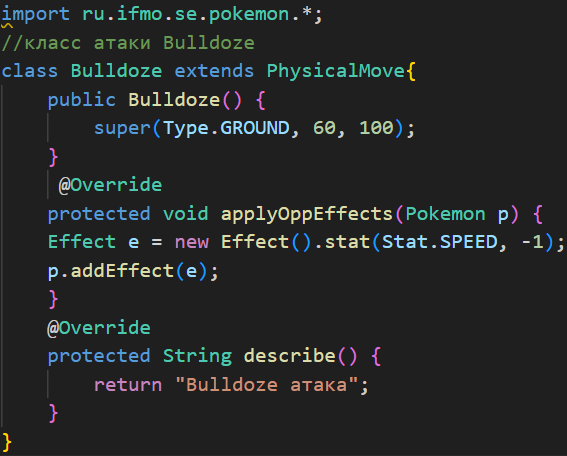 import ru.ifmo.se.pokemon.*;
//класс атаки Bulldoze
class Bulldoze extends PhysicalMove{
    public Bulldoze() {
        super(Type.GROUND, 60, 100);
    }
     @Override
    protected void applyOppEffects(Pokemon p) {
    Effect e = new Effect().stat(Stat.SPEED, -1);
    p.addEffect(e);
    }
    @Override
    protected String describe() {
        return "Bulldoze атака";
    }
}